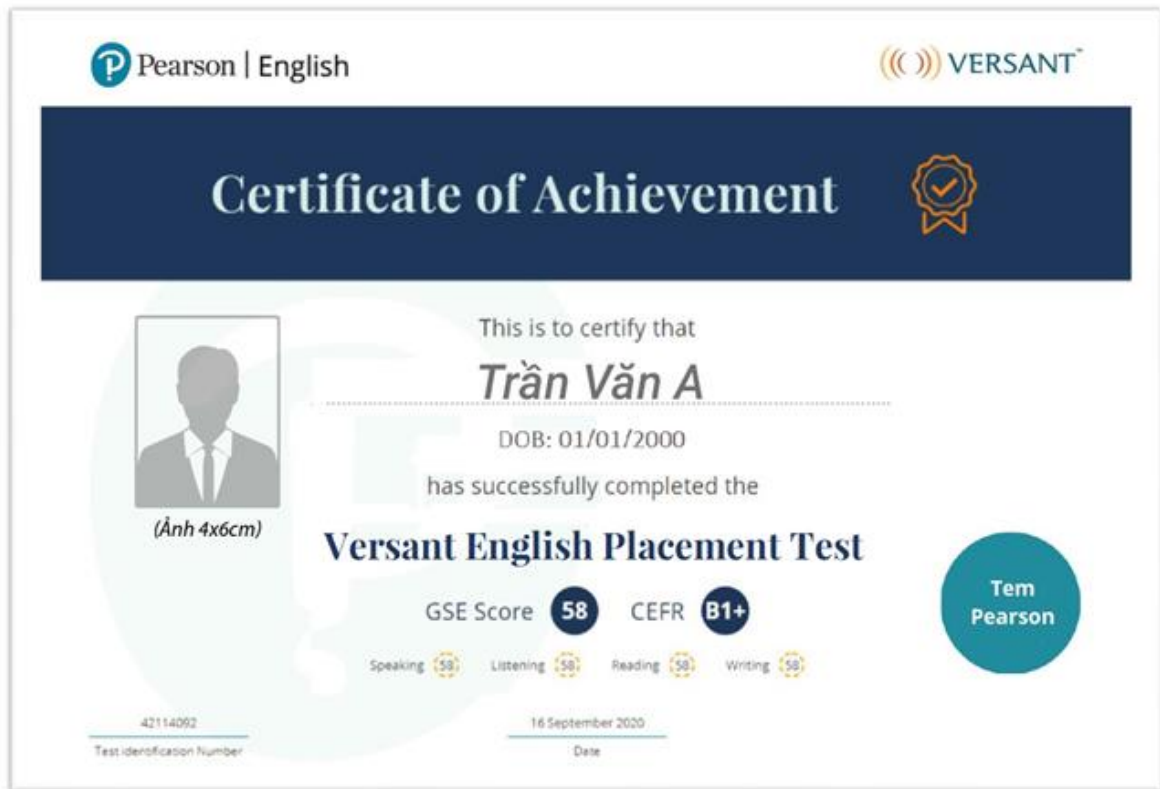 Pearson | English
VERSANT™
Certificate of Achievement
This is to certify that
Trần Văn A
DOB: 01/01/2000
has successfully completed the
(Ảnh 4x6cm)
Versant English Placement Test
GSE Score 58 CEFR B1+
Tem
Pearson
Speaking 58 Listening 58 Reading 58 Writing 58
42114092
Test identification Number
16 September 2020
Date